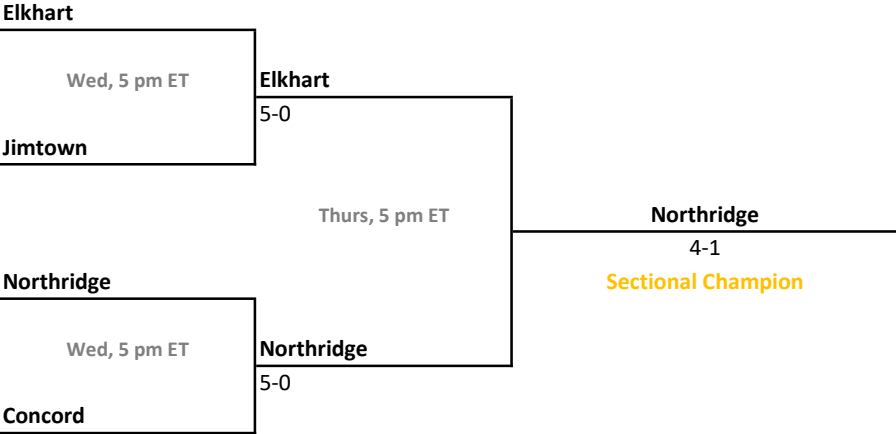 Elkhart
Wed, 5 pm ET
Elkhart
5-0
Jimtown
Thurs, 5 pm ET
Northridge
4-1
Sectional Champion
Northridge
Wed, 5 pm ET
Northridge
5-0
Concord